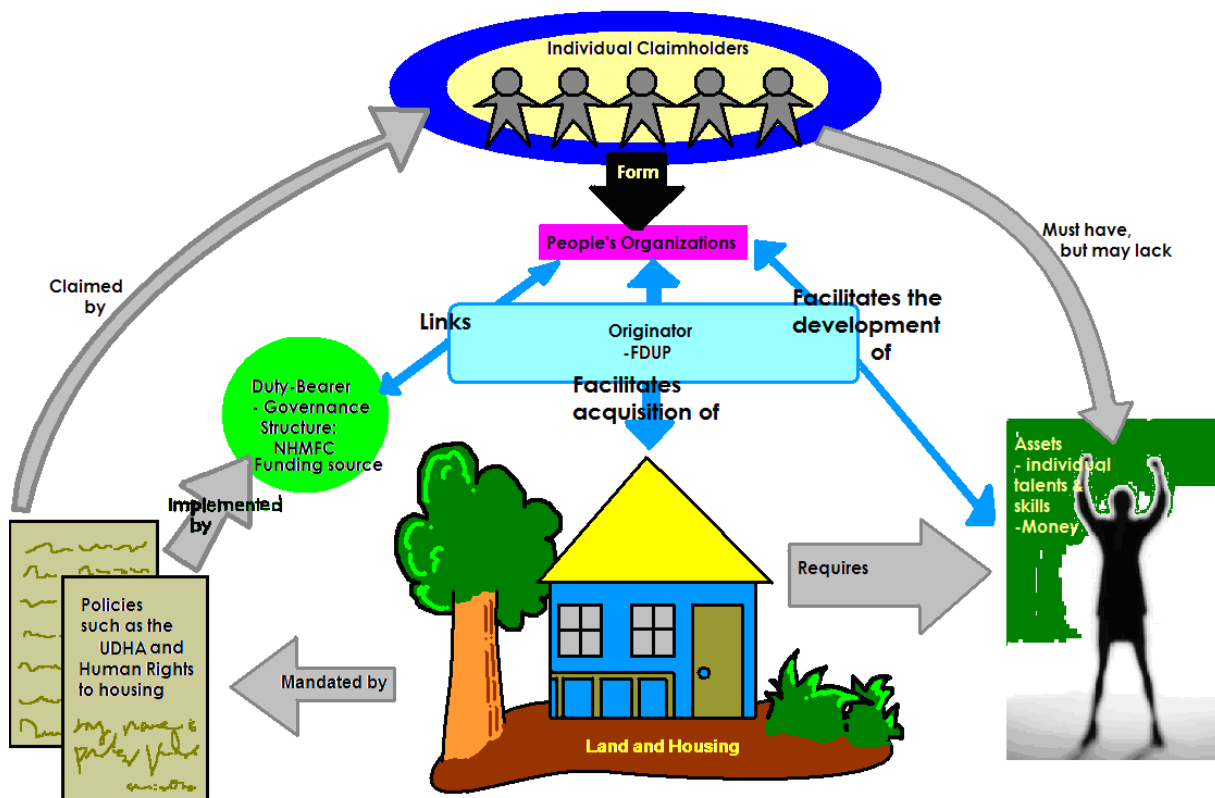 Individual Claimholders
Form
People's Organizations
Must have,
but may lack
Claimed
by
Links
Originator
-FDUP
Facilitates the
development
of
Facilitates
acquisition of
Duty-Bearer
- Governance
Structure:
NHMFC
Funding source
Implemented
by
Assets
- individual
talents &
skills
-Money
Requires
Policies
such as the
UDHA and
Human Rights
to housing
Mandated by
Land and Housing